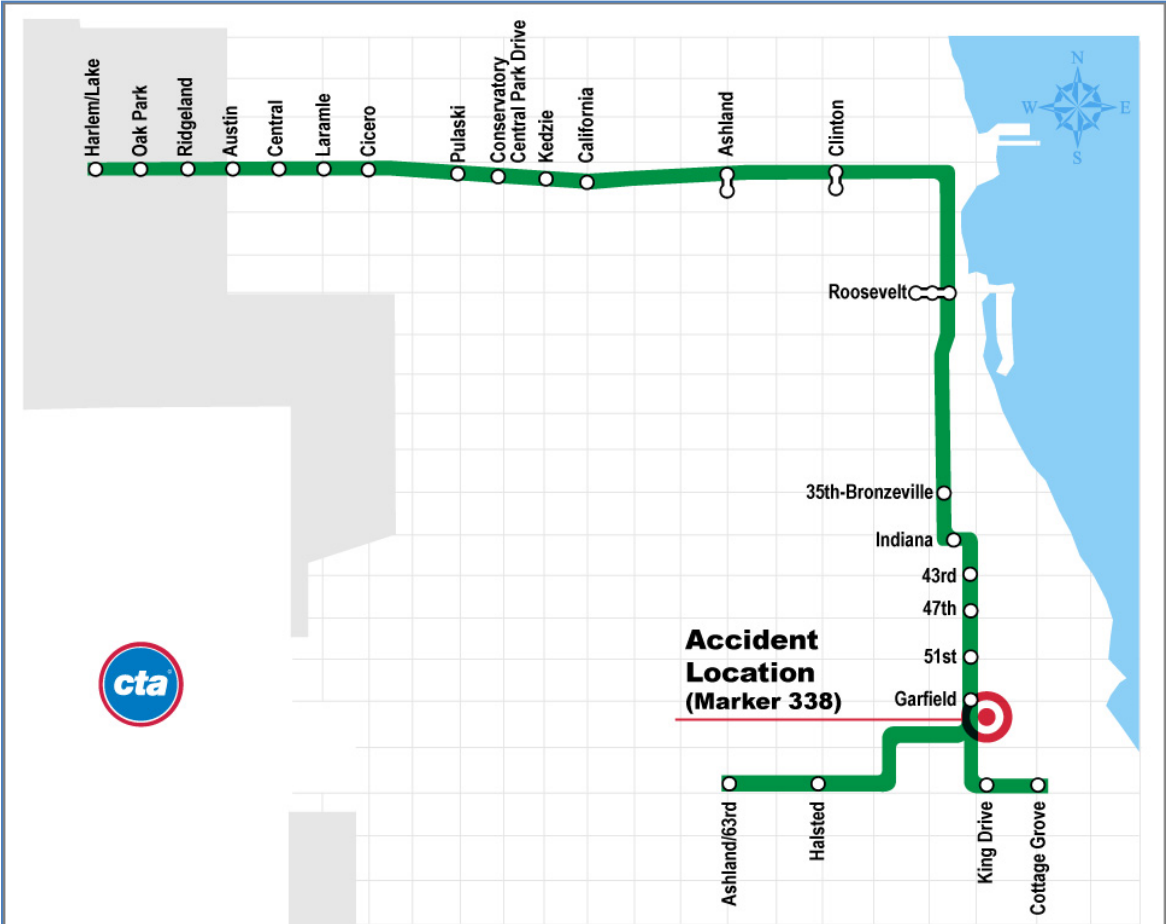 Harlem/Lake
Oak Park
Ridgeland
Austin
Central
Laramle
Cicero
Pulaski
Conservatory
Central Park Drive
Kedzie
California
Ashland
Clinton
N
W
E
S
Roosevelt
35th-Bronzeville
Indiana
43rd
47th
51st
Garfield
Accident
Location
(Marker 338)
cta
Ashland/63rd
Halsted
King Drive
Cottage Grove